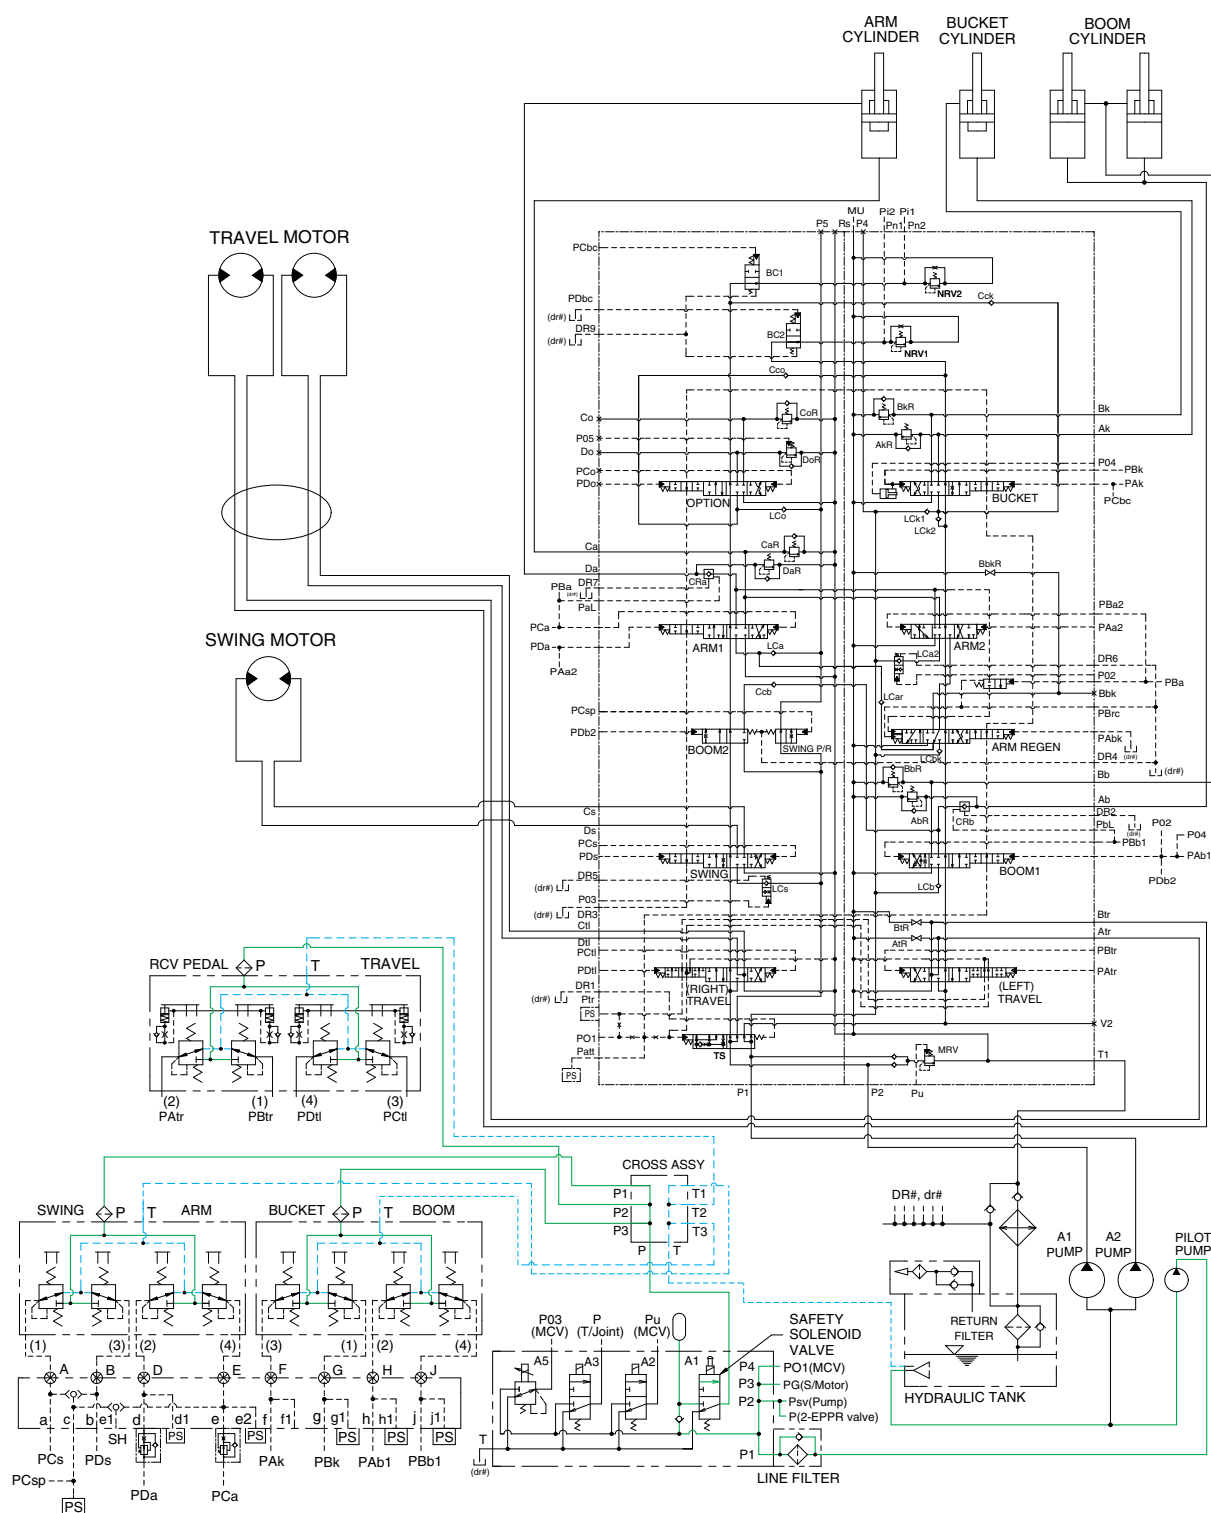 ARM CYLINDER
BUCKET CYLINDER
BOOM CYLINDER
TRAVEL MOTOR
SWING MOTOR
P5 Rs MU P4 Pi2 Pi1
Pn1 Pn2
PCbc
BC1
NRV2
Cck
PDbc
(dr#)
DR9
(dr#)
BC2
NRV1
Cco
Co
CoR
BkR
Bk
AkR
Ak
P05
Do
DoR
PCo
PDo
P04
PBk
PAk
PCbc
OPTION
BUCKET
LCo
LCk1
LCk2
Ca
CaR
Da
DaR
CRa
BbkR
DR7
PBa
(dr#)
PaL
PCa
PDa
PAa2
ARM1
ARM2
PBa2
PAa2
LCa
LCa2
DR6
P02
PBa
Ccb
LCar
Bbk
PCsp
PBrc
PDb2
BOOM2
SWING P/R
ARM REGEN
PAbk
(dr#)
LCbk
DR4
(dr#)
BbR
Bb
AbR
CRb
Ab
DR2
PbL
(dr#)
PBb1
P02
P04
PAb1
PDb2
Cs
Ds
PCs
PDs
SWING
BOOM1
DR5
(dr#)
LCs
LCb
P03
DR3
(dr#)
Ctl
Dtl
PCtl
PDtl
BtR
AtR
Btr
Atr
PBtr
PAtr
(RIGHT) TRAVEL
(LEFT) TRAVEL
DR1
(dr#)
Ptr
PS
PO1
Patt
PS
TS
V2
MRV
T1
P1
P2
Pu
RCV PEDAL P T TRAVEL
(2) (1) (4) (3)
PAtr PBtr PDtl PCtl
CROSS ASSY
P1 T1
P2 T2
P3 T3
P T
SWING P T ARM
BUCKET P T BOOM
(1) (3) (2) (4)
(3) (1) (2) (4)
A B D E F G H J
a c b e1 d d1 e e2 f f1 g g1 h h1 j j1
SH PS PS PS PS PS
PCs PDs PAk PBk PAb1 PBb1
PCsp
PDa PCa
PS
P03 (MCV)
P (T/Joint)
Pu (MCV)
SAFETY SOLENOID VALVE
A5 A3 A2 A1
P4 PO1(MCV)
P3 PG(S/Motor)
P2 Psv(Pump)
P(2-EPPR valve)
P1
T
(dr#)
LINE FILTER
DR#, dr#
A1 PUMP
A2 PUMP
PILOT PUMP
RETURN FILTER
HYDRAULIC TANK